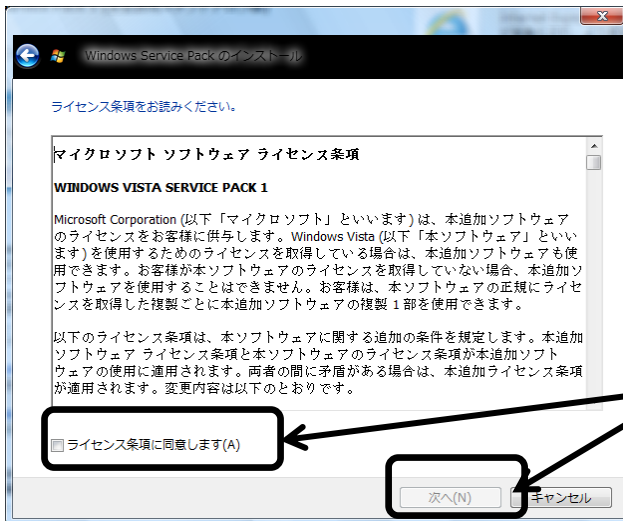 Windows Service Pack のインストール
ライセンス条項をお読みください。
マイクロソフト ソフトウェア ライセンス条項
WINDOWS VISTA SERVICE PACK 1
Microsoft Corporation (以下「マイクロソフト」といいます) は、本追加ソフトウェア
のライセンスをお客様に供与します。Windows Vista (以下「本ソフトウェア」といい
ます) を使用するためのライセンスを取得している場合は、本追加ソフトウェアも使
用できます。お客様が本ソフトウェアのライセンスを取得していない場合、本追加ソ
フトウェアを使用することはできません。お客様は、本ソフトウェアの正規にライセ
ンスを取得した複製ごとに本追加ソフトウェアの複製 1 部を使用できます。
以下のライセンス条項は、本ソフトウェアに関する追加の条件を規定します。本追加
ソフトウェア ライセンス条項と本ソフトウェアのライセンス条項が本追加ソフト
ウェアの使用に適用されます。両者の間に矛盾がある場合は、本追加ライセンス条項
が適用されます。変更内容は以下のとおりです。
ライセンス条項に同意します(A)
次へ(N)
キャンセル